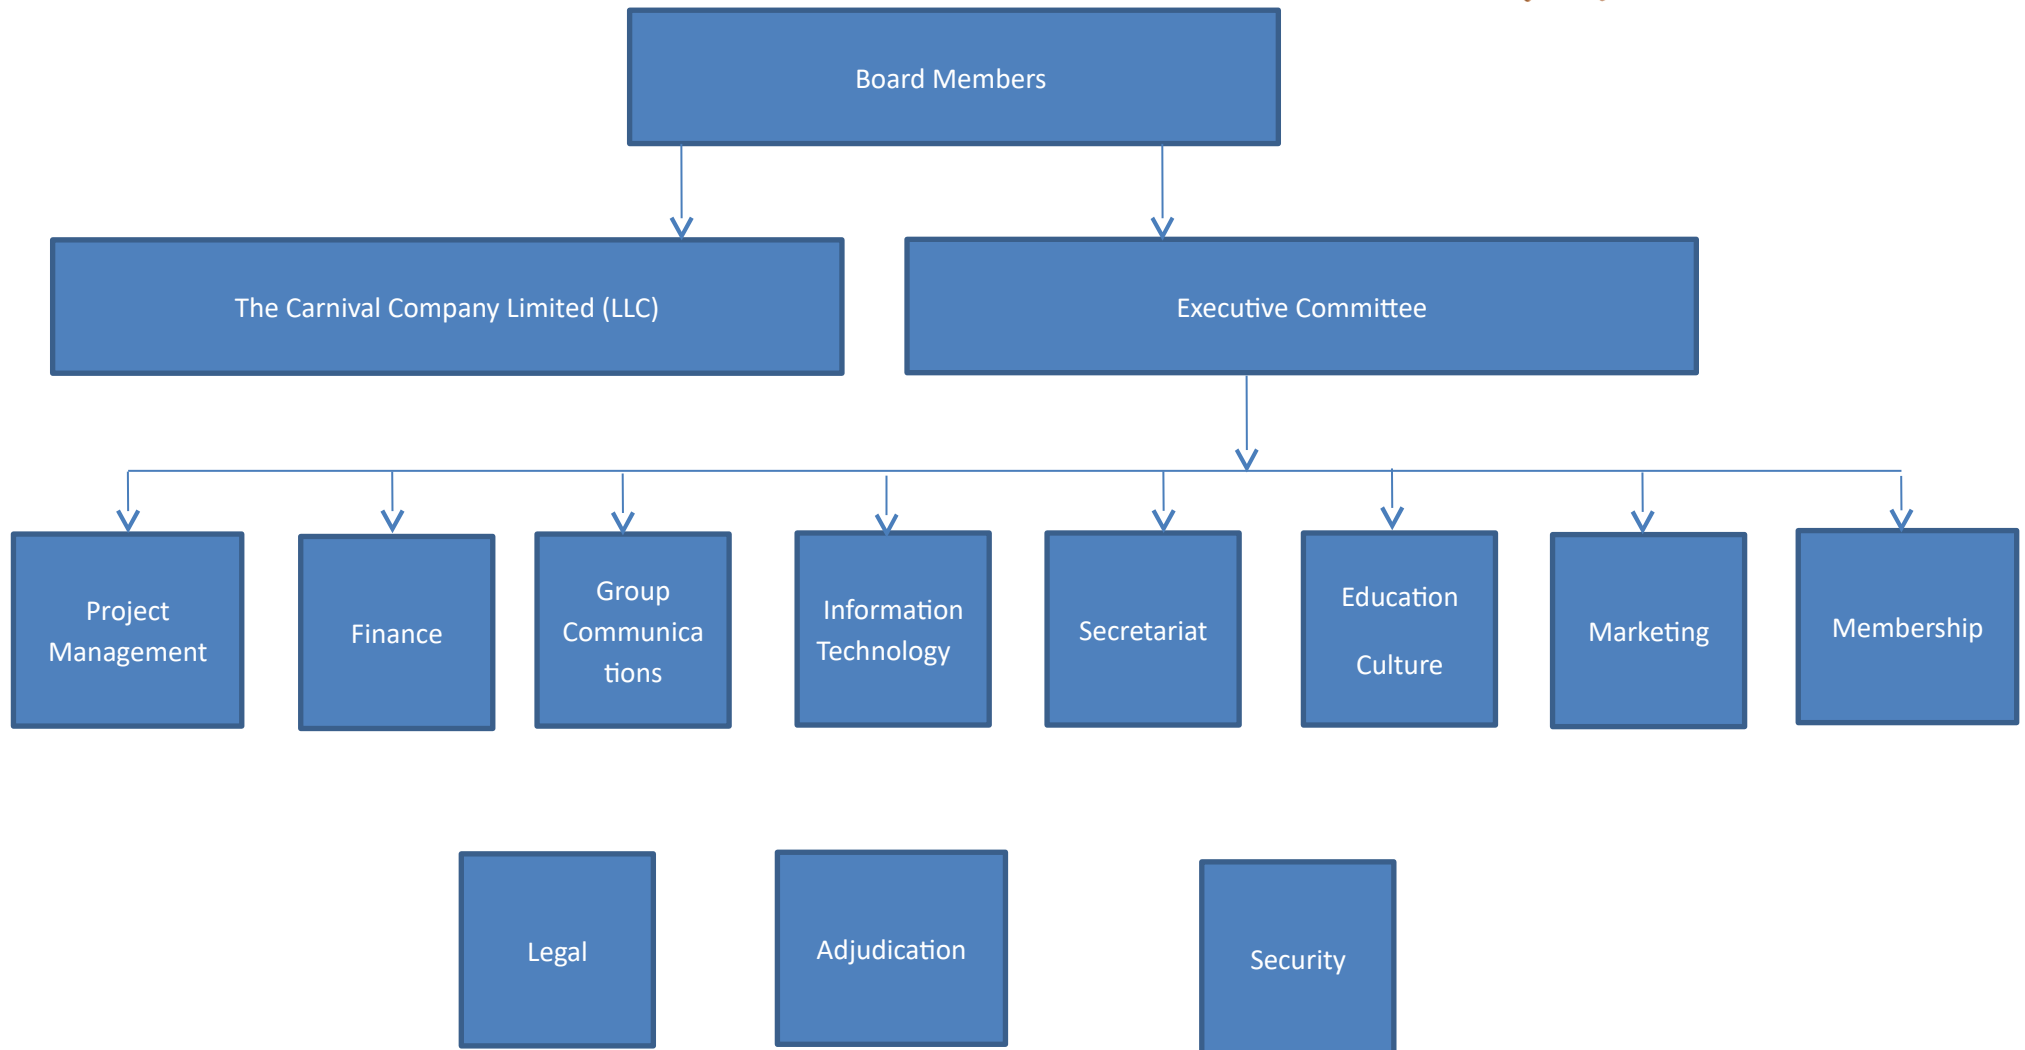 Board Members
The Carnival Company Limited (LLC)
Executive Committee
Project
Management
Finance
Group
Communica
tions
Information
Technology
Secretariat
Education
Culture
Marketing
Membership
Legal
Adjudication
Security